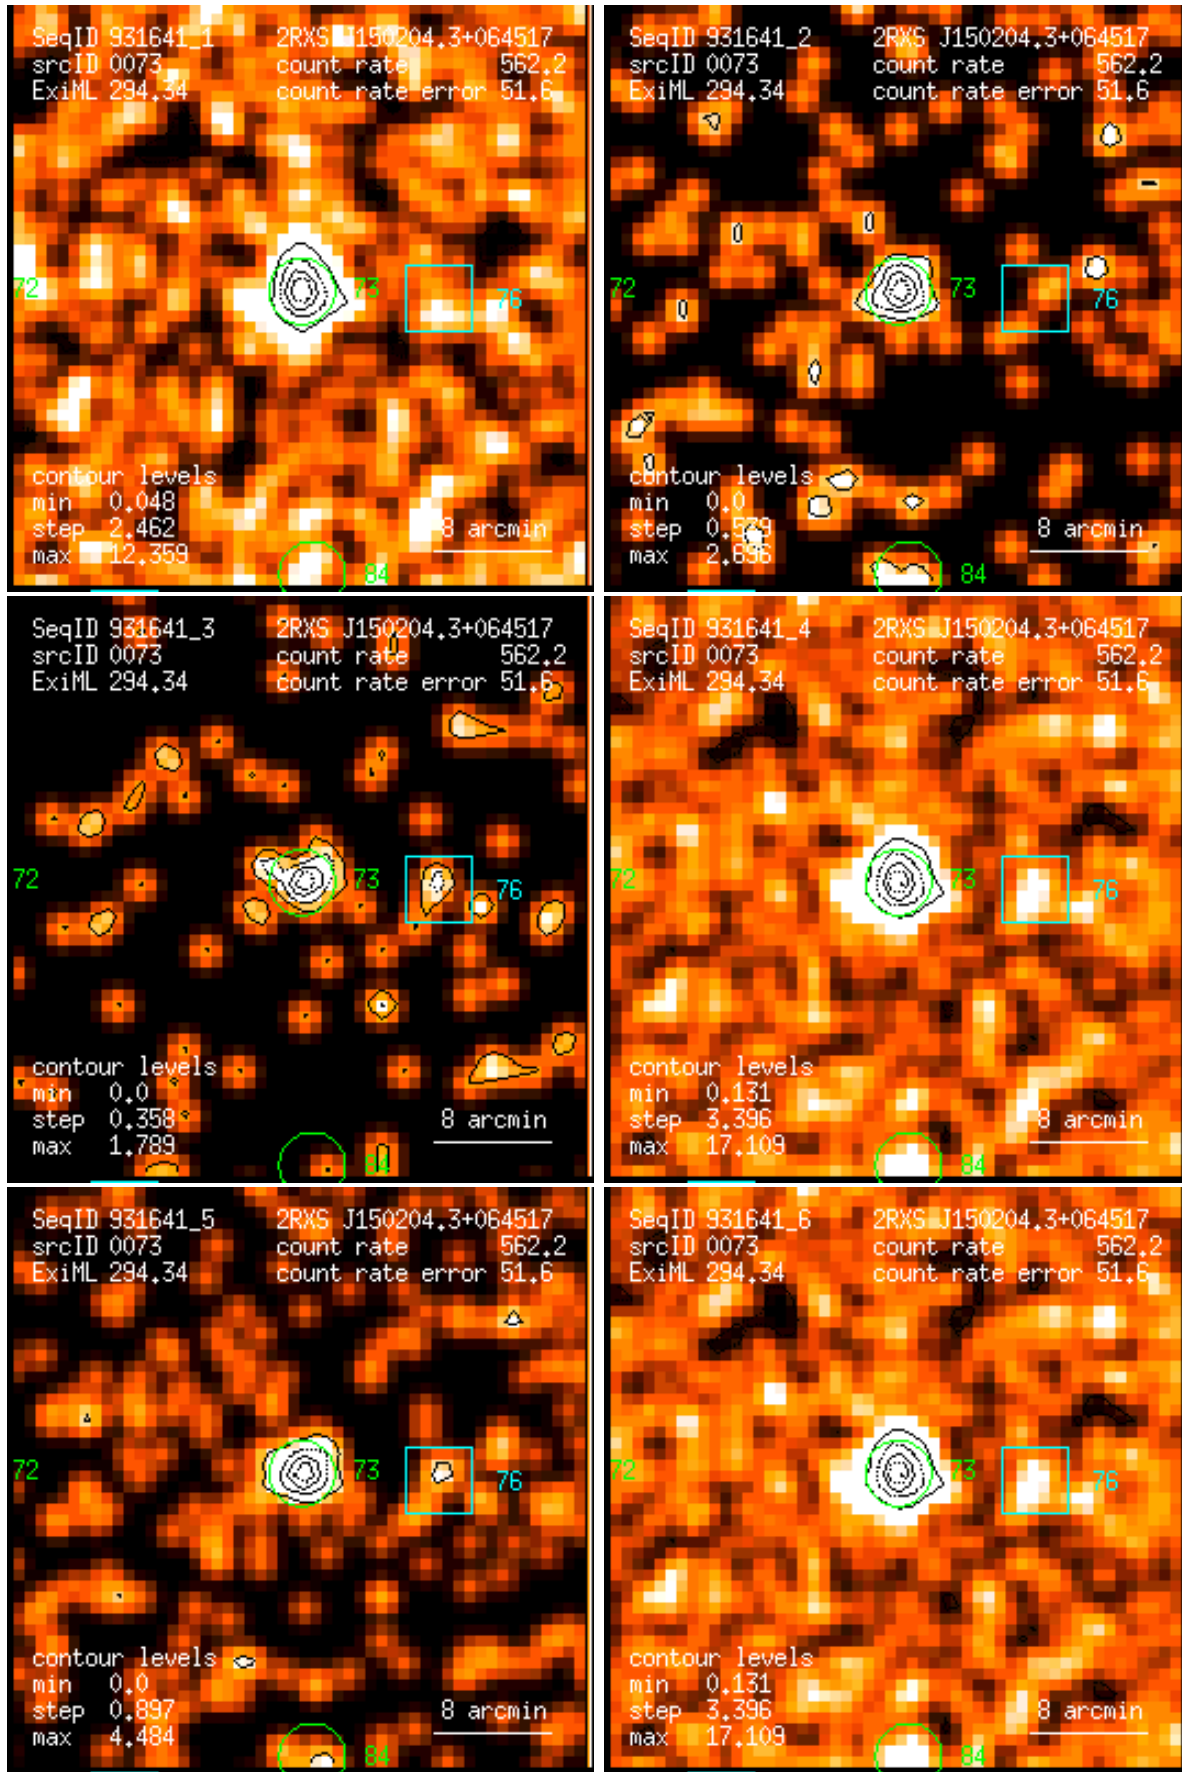 SeqID 931641_1 2RXS J150204.3+064517
srcID 0073 count rate 562.2
ExiML 294.34 count rate error 51.6
72 73 76
contour levels
min 0.048
step 2.462 8 arcmin
max 12.359
84
SeqID 931641_2 2RXS J150204.3+064517
srcID 0073 count rate 562.2
ExiML 294.34 count rate error 51.6
72 73 76
contour levels
min 0.0
step 0.539 8 arcmin
max 2.696
84
SeqID 931641_3 2RXS J150204.3+064517
srcID 0073 count rate 562.2
ExiML 294.34 count rate error 51.6
72 73 76
contour levels
min 0.0
step 0.358 8 arcmin
max 1.789
84
SeqID 931641_4 2RXS J150204.3+064517
srcID 0073 count rate 562.2
ExiML 294.34 count rate error 51.6
72 73 76
contour levels
min 0.131
step 3.396 8 arcmin
max 17.109
84
SeqID 931641_5 2RXS J150204.3+064517
srcID 0073 count rate 562.2
ExiML 294.34 count rate error 51.6
72 73 76
contour levels
min 0.0
step 0.897 8 arcmin
max 4.484
84
SeqID 931641_6 2RXS J150204.3+064517
srcID 0073 count rate 562.2
ExiML 294.34 count rate error 51.6
72 73 76
contour levels
min 0.131
step 3.396 8 arcmin
max 17.109
84